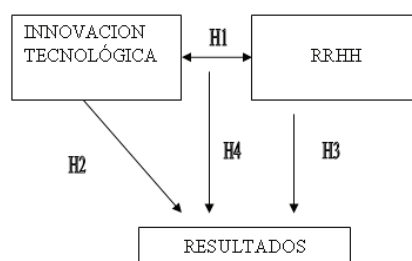 INNOVACION
TECNOLÓGICA
H1
RRHH
H2
H4
H3
RESULTADOS